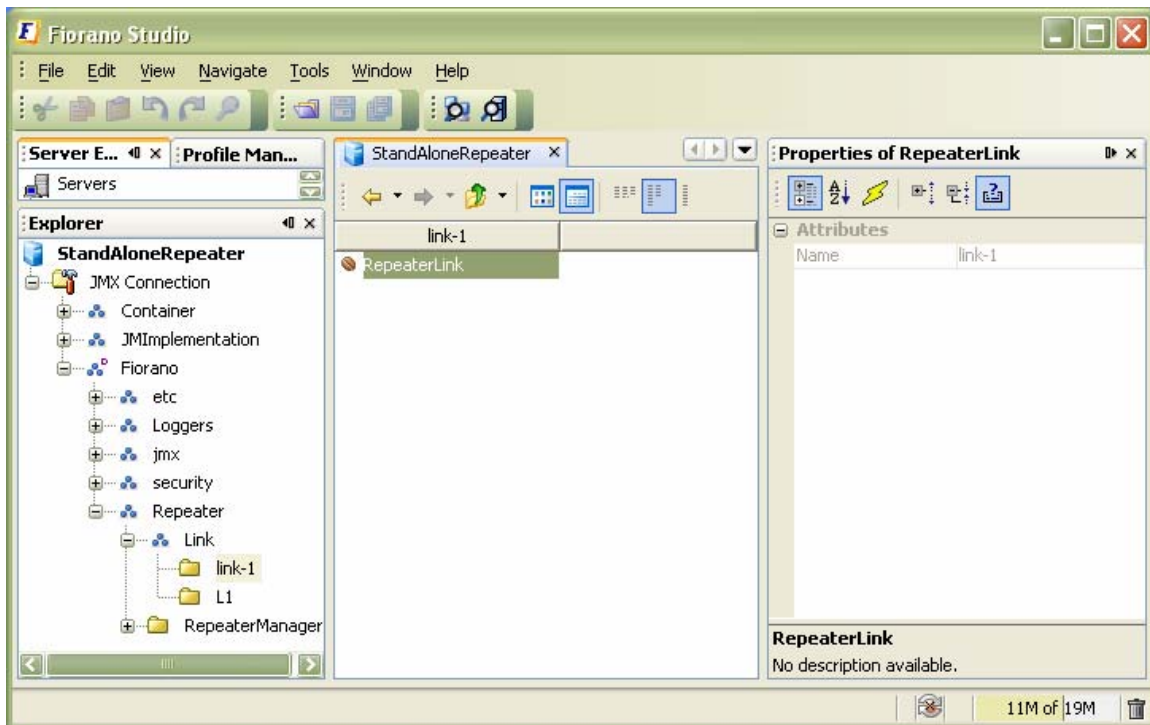 Fiorano Studio
File Edit View Navigate Tools Window Help
Server E...
Profile Man...
Servers
Explorer
StandAloneRepeater
JMX Connection
Container
JMImplementation
Fiorano
etc
Loggers
jmx
security
Repeater
Link
link-1
L1
RepeaterManager
StandAloneRepeater
link-1
RepeaterLink
Properties of RepeaterLink
Attributes
Name link-1
RepeaterLink
No description available.
11M of 19M